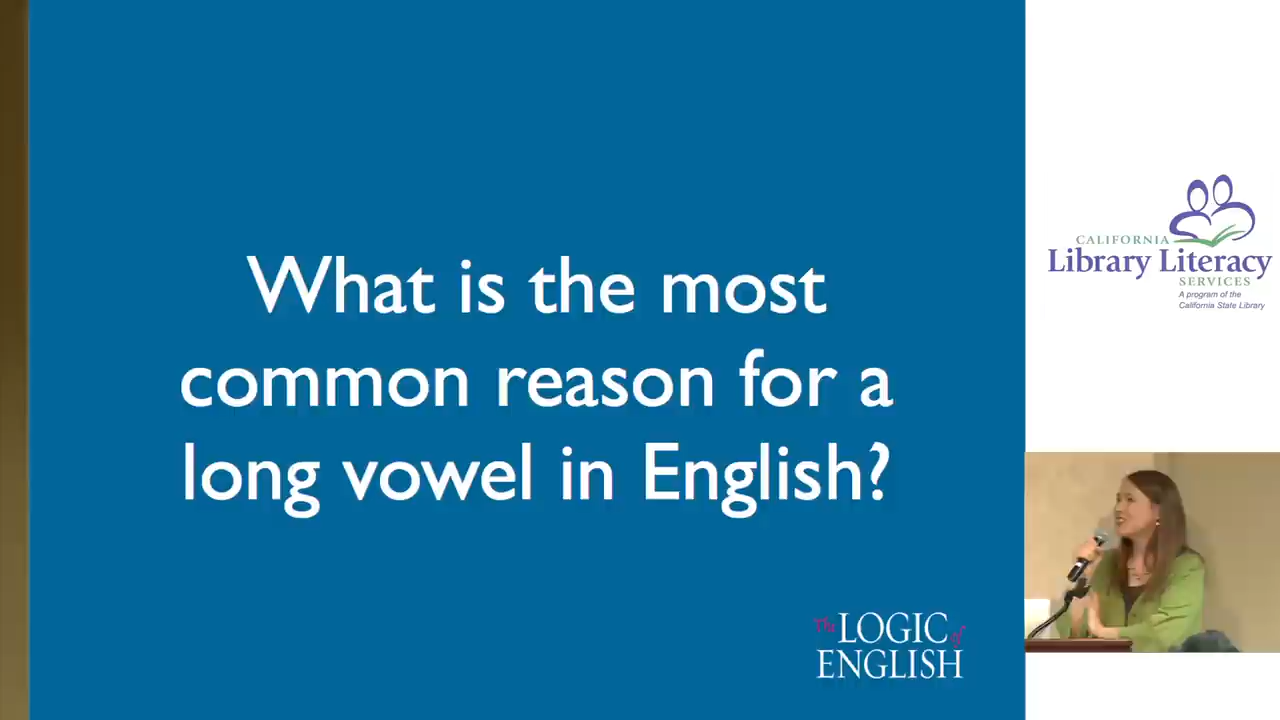 What is the most
common reason for a
long vowel in English?
The LOGIC of
ENGLISH
CALIFORNIA
Library Literacy
SERVICES
A program of the
California State Library